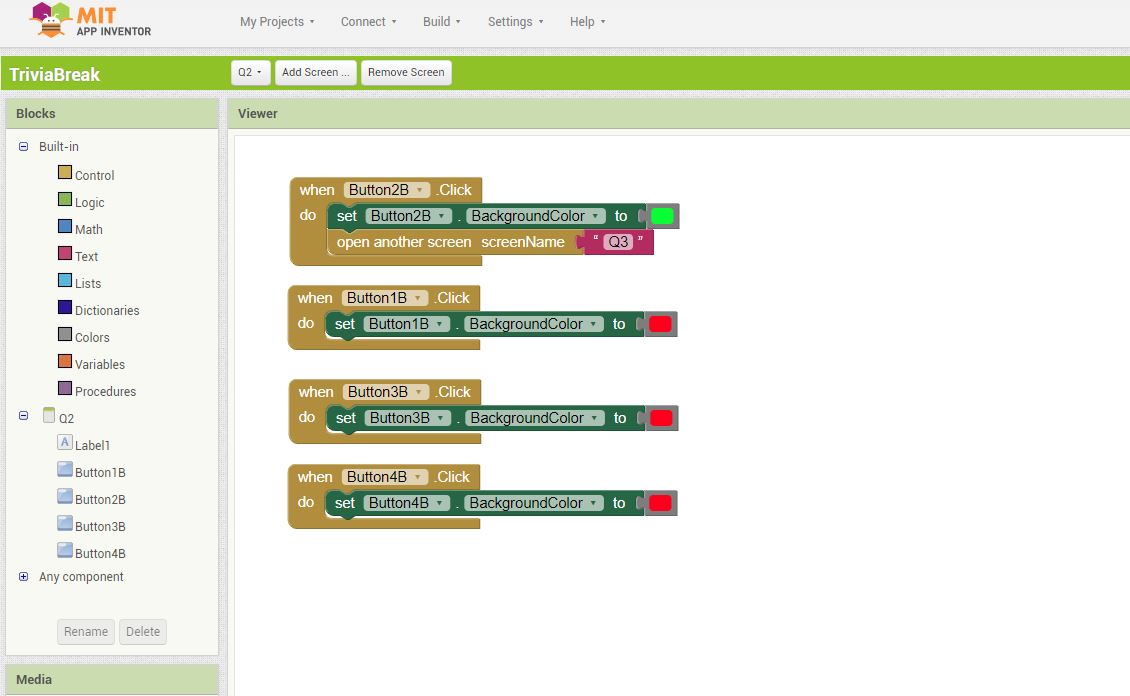 MIT
APP INVENTOR
My Projects Connect Build Settings Help
TriviaBreak
Q2 Add Screen ... Remove Screen
Blocks
Viewer
Built-in
Control
Logic
Math
Text
Lists
Dictionaries
Colors
Variables
Procedures
Q2
A Label1
Button1B
Button2B
Button3B
Button4B
Any component
Rename Delete
Media
when Button2B .Click
do set Button2B . BackgroundColor to
open another screen screenName “ Q3 ”
when Button1B .Click
do set Button1B . BackgroundColor to
when Button3B .Click
do set Button3B . BackgroundColor to
when Button4B .Click
do set Button4B . BackgroundColor to